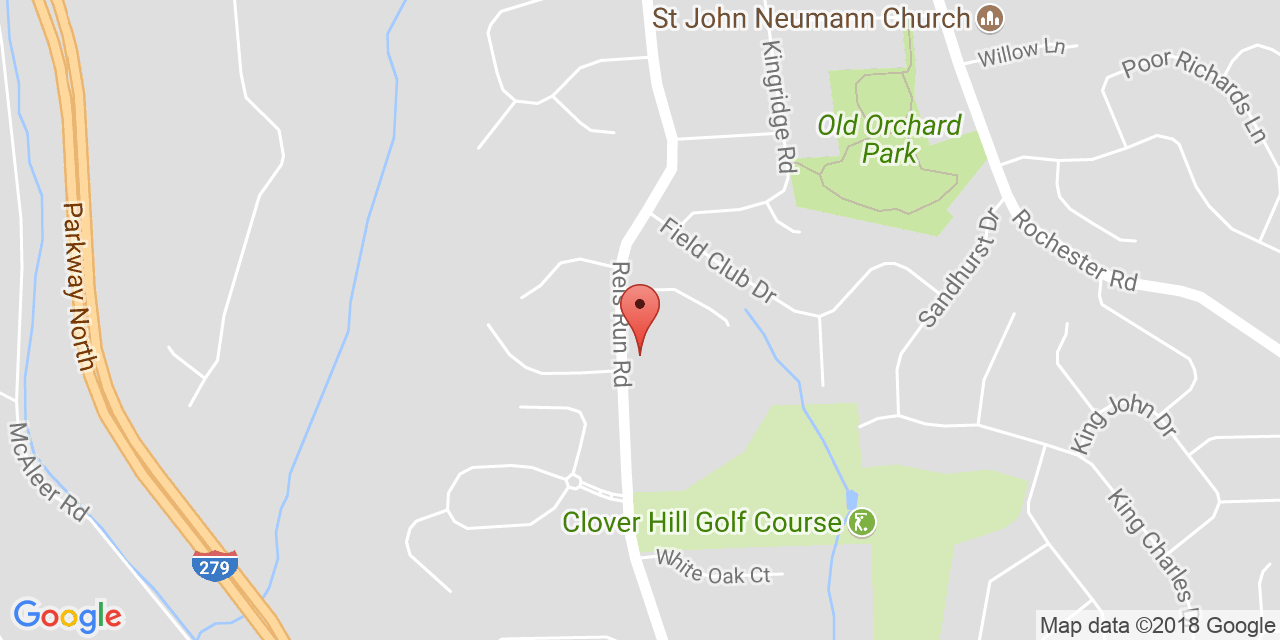 St John Neumann Church
Willow Ln
Poor Richards Ln
Kingridge Rd
Old Orchard
Park
Parkway North
Field Club Dr
Sandhurst Dr
Rochester Rd
Reis Run Rd
King John Dr
McAleer Rd
King Charles D
Clover Hill Golf Course
White Oak Ct
279
Google
Map data ©2018 Google